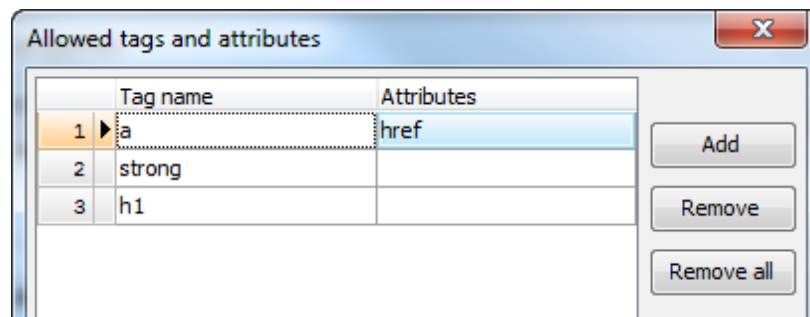 Allowed tags and attributes
x
Tag name Attributes
1 a href
Add
2 strong
3 h1
Remove
Remove all